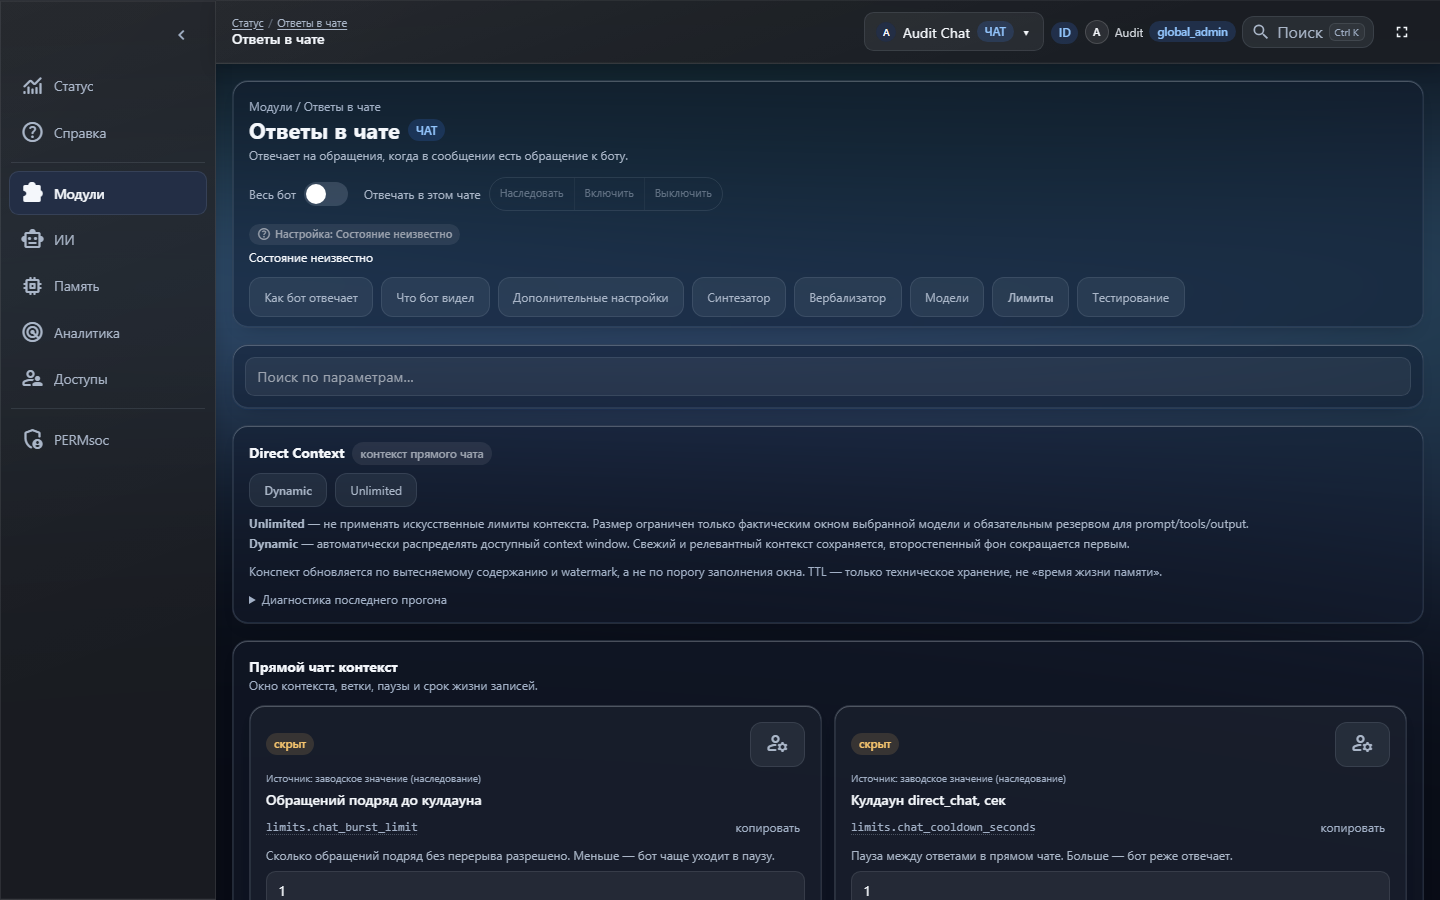 Статус / Ответы в чате
Ответы в чате
A Audit Chat ЧАТ ▾
ID
A Audit global_admin
Поиск Ctrl K
Статус
Справка
Модули
ИИ
Память
Аналитика
Доступы
PERMsoc
Модули / Ответы в чате
Ответы в чате ЧАТ
Отвечает на обращения, когда в сообщении есть обращение к боту.
Весь бот
Отвечать в этом чате Наследовать Включить Выключить
Настройка: Состояние неизвестно
Состояние неизвестно
Как бот отвечает Что бот видел Дополнительные настройки Синтезатор Вербализатор Модели Лимиты Тестирование
Поиск по параметрам...
Direct Context контекст прямого чата
Dynamic Unlimited
Unlimited — не применять искусственные лимиты контекста. Размер ограничен только фактическим окном выбранной модели и обязательным резервом для prompt/tools/output.
Dynamic — автоматически распределять доступный context window. Свежий и релевантный контекст сохраняется, второстепенный фон сокращается первым.
Конспект обновляется по вытесняемому содержанию и watermark, а не по порогу заполнения окна. TTL — только техническое хранение, не «время жизни памяти».
▶ Диагностика последнего прогона
Прямой чат: контекст
Окно контекста, ветки, паузы и срок жизни записей.
скрыт
Источник: заводское значение (наследование)
Обращений подряд до кулдауна
limits.chat_burst_limit копировать
Сколько обращений подряд без перерыва разрешено. Меньше — бот чаще уходит в паузу.
1
скрыт
Источник: заводское значение (наследование)
Кулдаун direct_chat, сек
limits.chat_cooldown_seconds копировать
Пауза между ответами в прямом чате. Больше — бот реже отвечает.
1